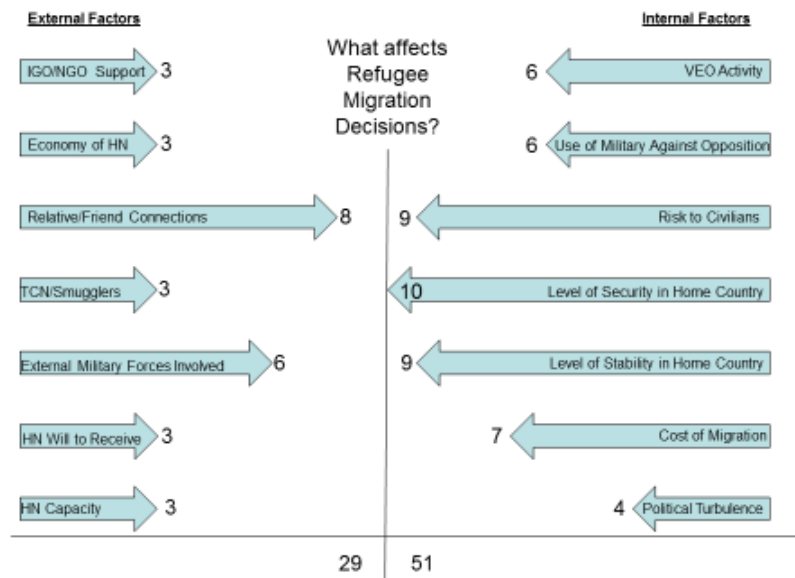 External Factors
Internal Factors
What affects
Refugee
Migration
Decisions?
IGO/NGO Support 3
6 VEO Activity
Economy of HN 3
6 Use of Military Against Opposition
Relative/Friend Connections 8
9 Risk to Civilians
TCN/Smugglers 3
10 Level of Security in Home Country
External Military Forces Involved 6
9 Level of Stability in Home Country
HN Will to Receive 3
7 Cost of Migration
HN Capacity 3
4 Political Turbulence
29
51